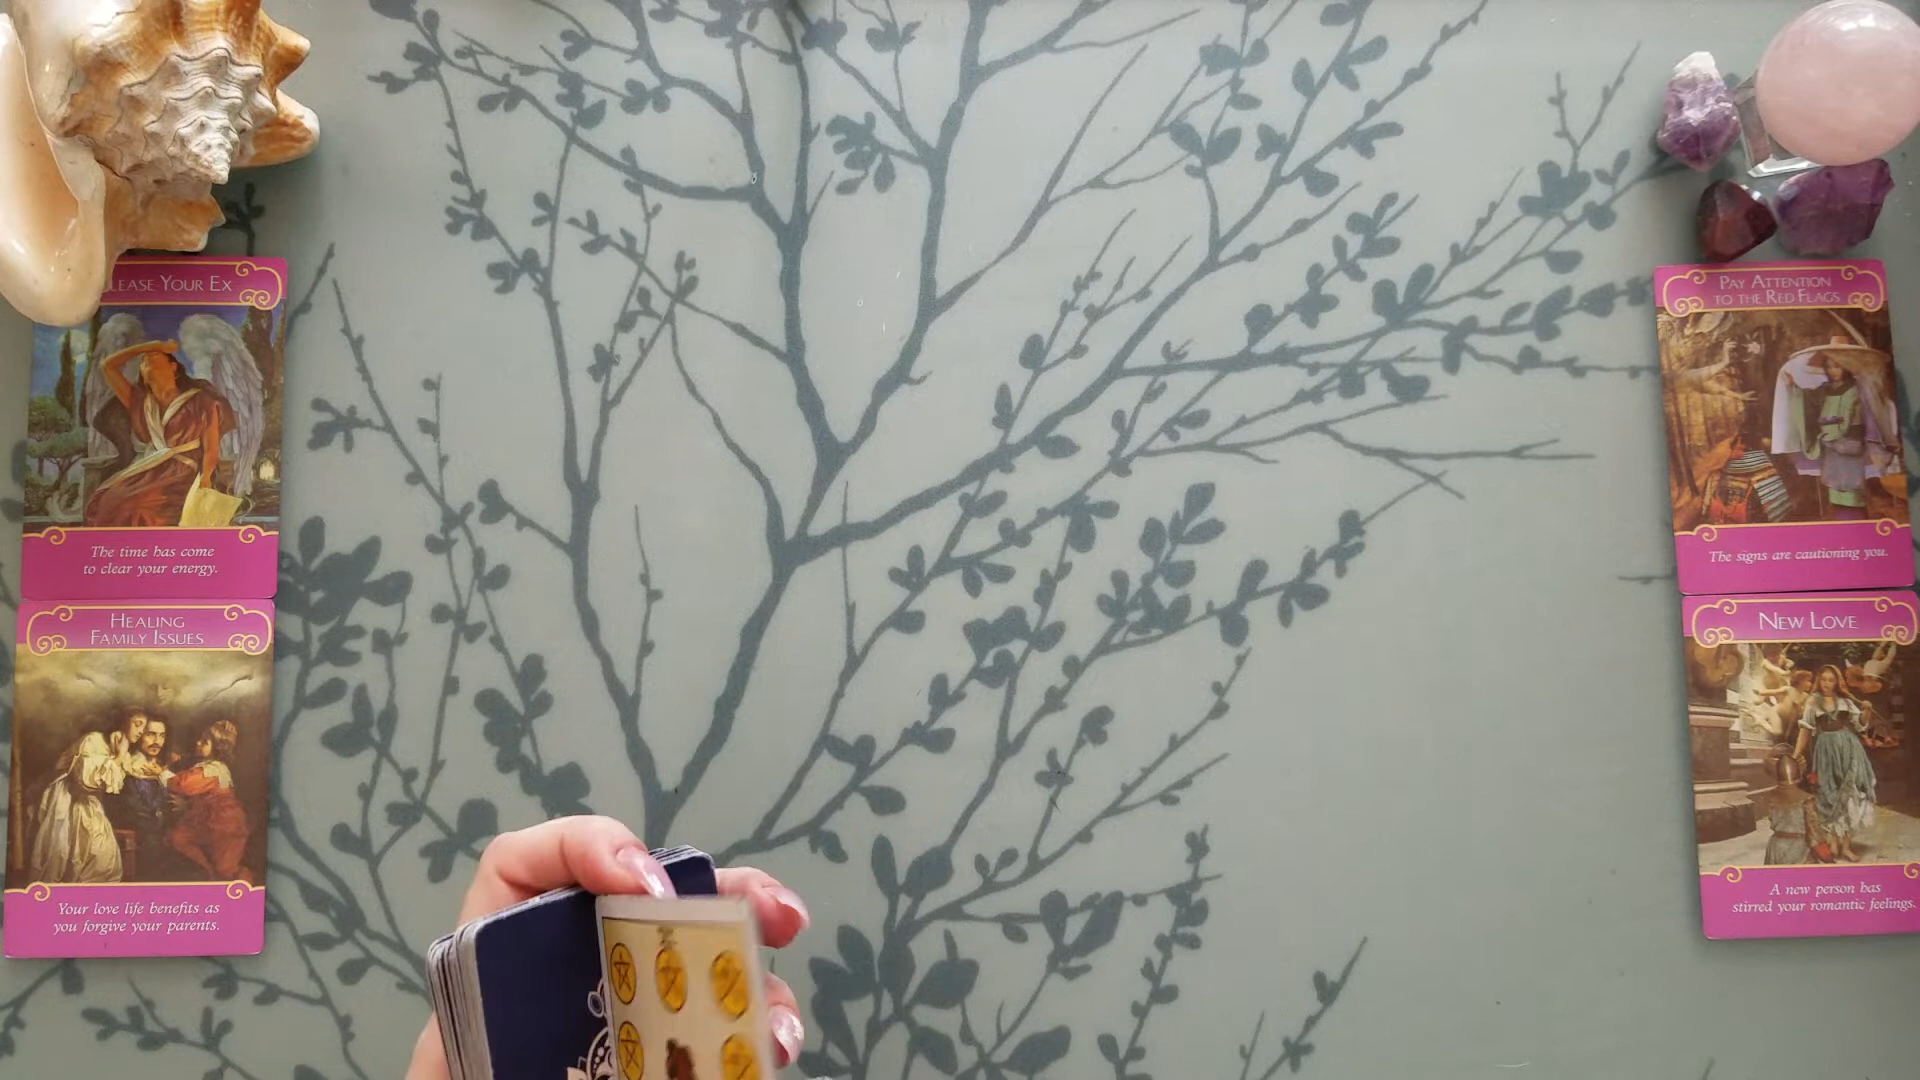 LEASE YOUR EX
The time has come
to clear your energy.
HEALING
FAMILY ISSUES
Your love life benefits as
you forgive your parents.
PAY ATTENTION
TO THE RED FLAGS
The signs are cautioning you.
NEW LOVE
A new person has
stirred your romantic feelings.